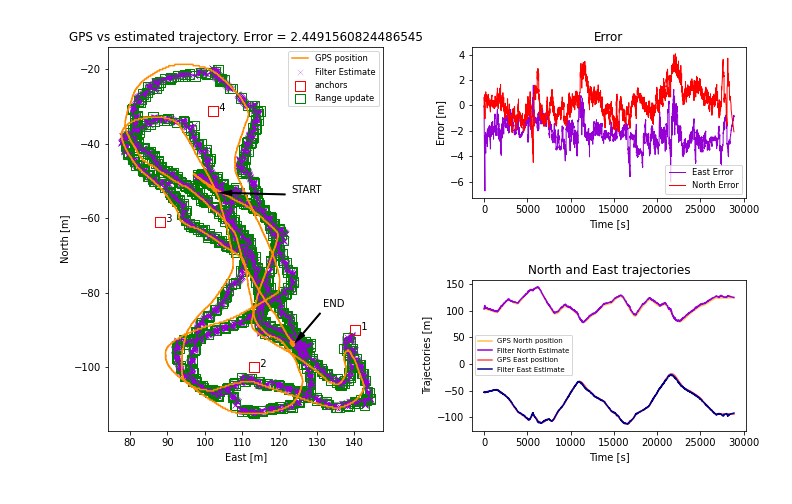 GPS vs estimated trajectory. Error = 2.4491560824486545
GPS position
Filter Estimate
anchors
Range update
4
START
3
END
1
2
−20
−40
−60
−80
−100
North [m]
80 90 100 110 120 130 140
East [m]
Error
4
2
0
−2
−4
−6
Error [m]
East Error
North Error
0 5000 10000 15000 20000 25000 30000
Time [s]
North and East trajectories
150
100
50
0
−50
−100
Trajectories [m]
GPS North position
Filter North Estimate
GPS East position
Filter East Estimate
0 5000 10000 15000 20000 25000 30000
Time [s]